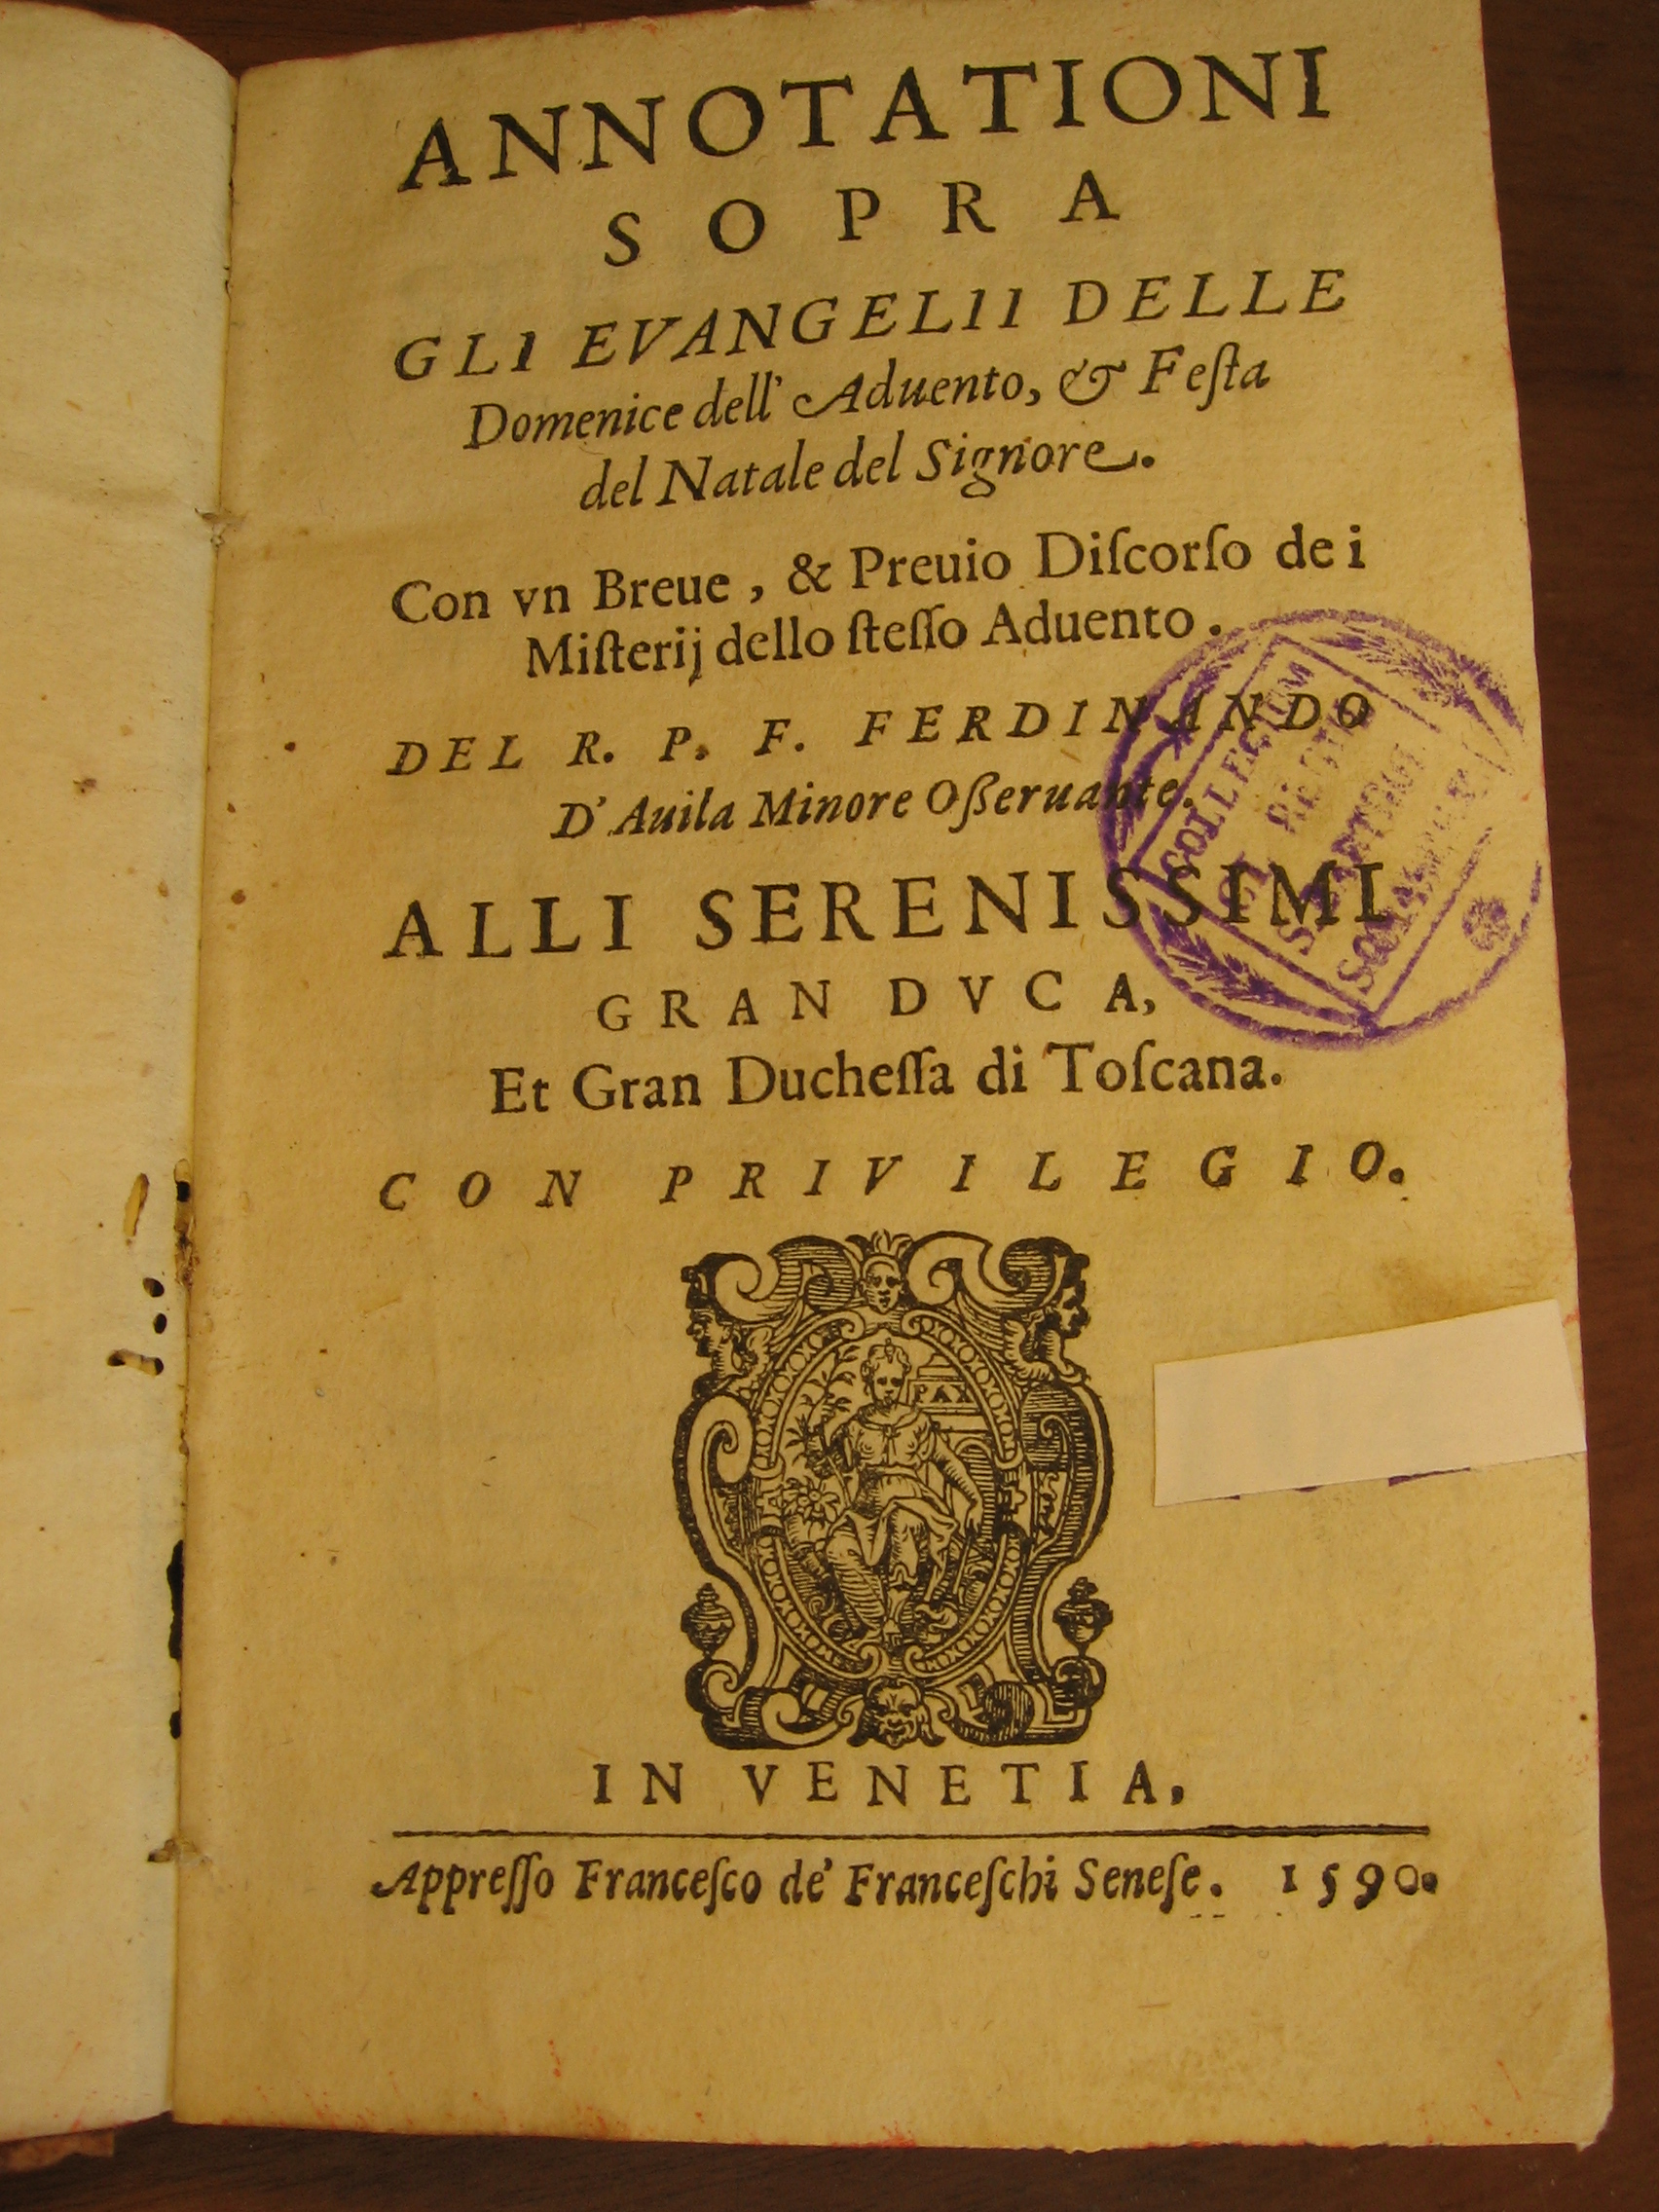 ANNOTATIONI
SOPRA
GLI EVANGELII DELLE
Domenice dell' Aduento, & Feſta
del Natale del Signore.
Con vn Breue, & Preuio Diſcorſo de i
Miſterij dello ſteſſo Aduento.
DEL R. P. F. FERDINANDO
D' Auila Minore Oßeruante.
ALLI SERENISSIMI
GRAN DVCA,
Et Gran Ducheſſa di Toſcana.
CON PRIVILEGIO.
COLLEGIUM
PAX
IN VENETIA,
Appreſſo Franceſco de' Franceſchi Seneſe. 1590.